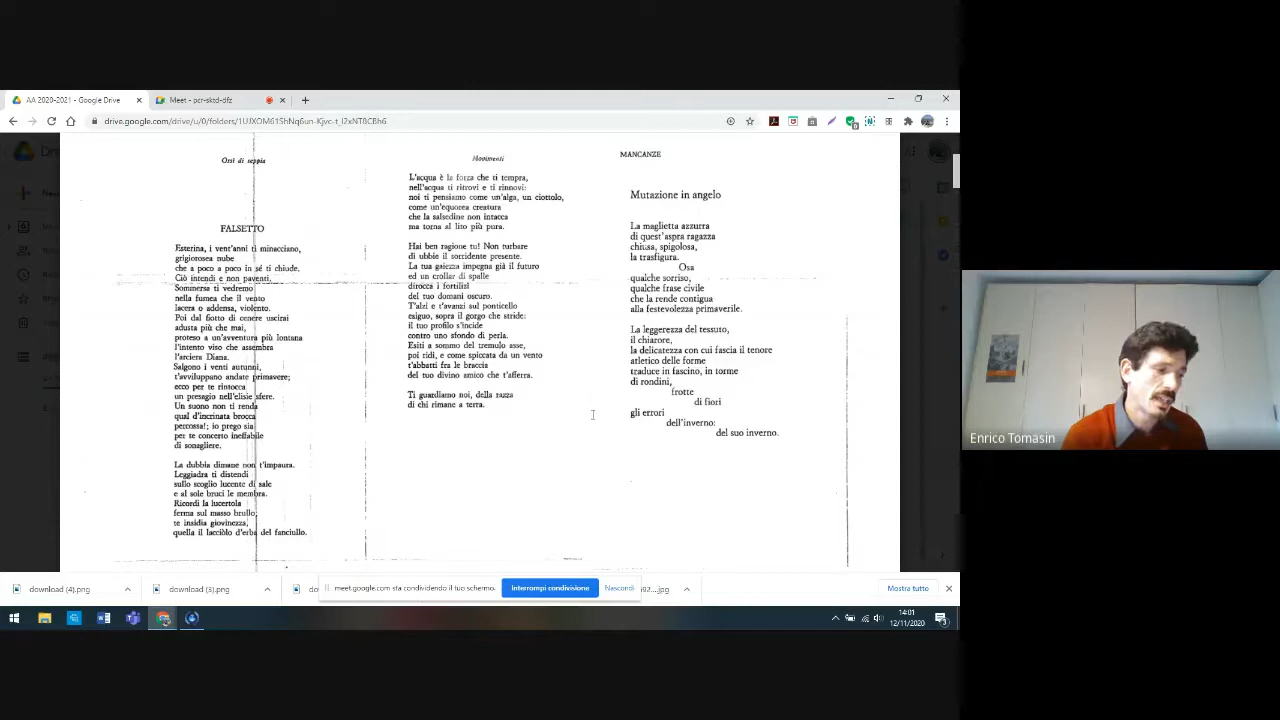 AA 2020-2021 - Google Drive
Meet - pcr-sktd-dfz
drive.google.com/drive/u/0/folders/1UJXOM61ShNq6un-Kjvc-t_I2xNT8CBh6
Ossi di seppia
FALSETTO
Esterina, i vent'anni ti minacciano,
grigiorosea nube
che a poco a poco in sé ti chiude.
Ciò intendi e non paventi.
Sommersa ti vedremo
nella fumea che il vento
lacera o addensa, violento.
Poi dal fiotto di cenere uscirai
adusta più che mai,
proteso a un'avventura più lontana
l'intento viso che assembra
l'arciera Diana.
Salgono i venti autunni,
t'avviluppano andate primavere;
ecco per te rintocca
un presagio nell'elisie sfere.
Un suono non ti renda
qual d'incrinata brocca
percossa!; io prego sia
per te concerto ineffabile
di sonagliere.
La dubbia dimane non t'impaura.
Leggiadra ti distendi
sullo scoglio lucente di sale
e al sole bruci le membra.
Ricordi la lucertola
ferma sul masso brullo;
te insidia giovinezza,
quella il lacciòlo d'erba del fanciullo.
Movimenti
L'acqua è la forza che ti tempra,
nell'acqua ti ritrovi e ti rinnovi:
noi ti pensiamo come un'alga, un ciottolo,
come un'equorea creatura
che la salsedine non intacca
ma torna al lito più pura.
Hai ben ragione tu! Non turbare
di ubbie il sorridente presente.
La tua gaiezza impegna già il futuro
ed un crollar di spalle
dirocca i fortilizî
del tuo domani oscuro.
T'alzi e t'avanzi sul ponticello
esiguo, sopra il gorgo che stride:
il tuo profilo s'incide
contro uno sfondo di perla.
Esiti a sommo del tremulo asse,
poi ridi, e come spiccata da un vento
t'abbatti fra le braccia
del tuo divino amico che t'afferra.
Ti guardiamo noi, della razza
di chi rimane a terra.
MANCANZE
Mutazione in angelo
La maglietta azzurra
di quest'aspra ragazza
chiusa, spigolosa,
la trasfigura.
Osa
qualche sorriso,
qualche frase civile
che la rende contigua
alla festevolezza primaverile.
La leggerezza del tessuto,
il chiarore,
la delicatezza con cui fascia il tenore
atletico delle forme
traduce in fascino, in torme
di rondini,
frotte
di fiori
gli errori
dell'inverno:
del suo inverno.
Enrico Tomasin
download (4).png
download (3).png
meet.google.com sta condividendo il tuo schermo.
Interrompi condivisione
Nascondi
92....jpg
Mostra tutto
14:01
12/11/2020